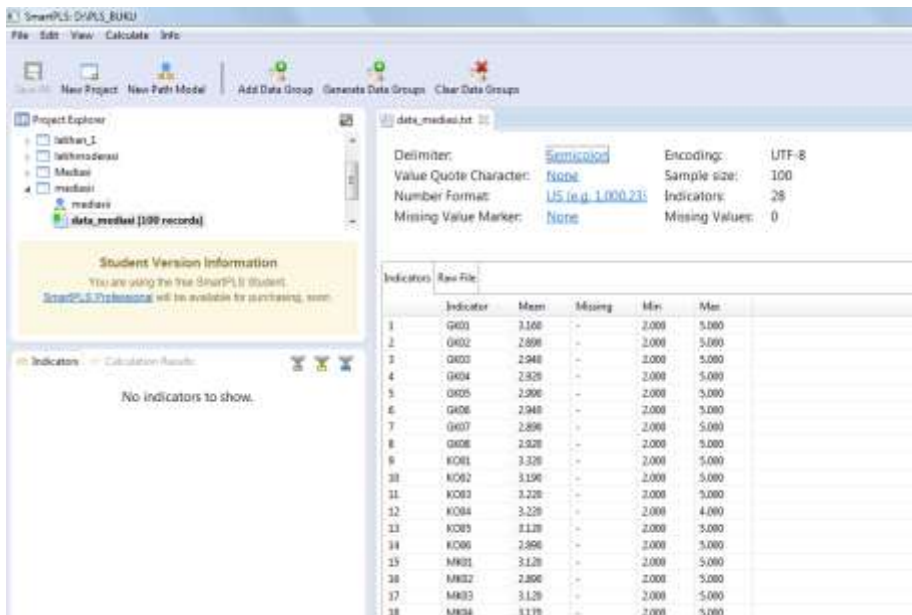 SmartPLS: D:\PLS_BUKU
File Edit View Calculate Info
New Project New Path Model Add Data Group Generate Data Groups Clear Data Groups
Project Explorer
latihan_1
latihmoderasi
Mediasi
mediasii
mediasii
data_mediasi [100 records]
Student Version Information
You are using the free SmartPLS Student.
SmartPLS Professional will be available for purchasing, soon.
Indicators Calculation Results
No indicators to show.
data_mediasi.txt
Delimiter: Semicolon Encoding: UTF-8
Value Quote Character: None Sample size: 100
Number Format: US (e.g. 1,000.23) Indicators: 28
Missing Value Marker: None Missing Values: 0
Indicators Raw File
Indicator Mean Missing Min Max
1 GK01 3.160 - 2.000 5.000
2 GK02 2.890 - 2.000 5.000
3 GK03 2.940 - 2.000 5.000
4 GK04 2.920 - 2.000 5.000
5 GK05 2.990 - 2.000 5.000
6 GK06 2.940 - 2.000 5.000
7 GK07 2.890 - 2.000 5.000
8 GK08 2.920 - 2.000 5.000
9 KO01 3.320 - 2.000 5.000
10 KO02 3.190 - 2.000 5.000
11 KO03 3.220 - 2.000 5.000
12 KO04 3.220 - 2.000 4.000
13 KO05 3.120 - 2.000 5.000
14 KO06 2.890 - 2.000 5.000
15 MK01 3.120 - 2.000 5.000
16 MK02 2.890 - 2.000 5.000
17 MK03 3.120 - 2.000 5.000
18 MK04 2.000 5.000